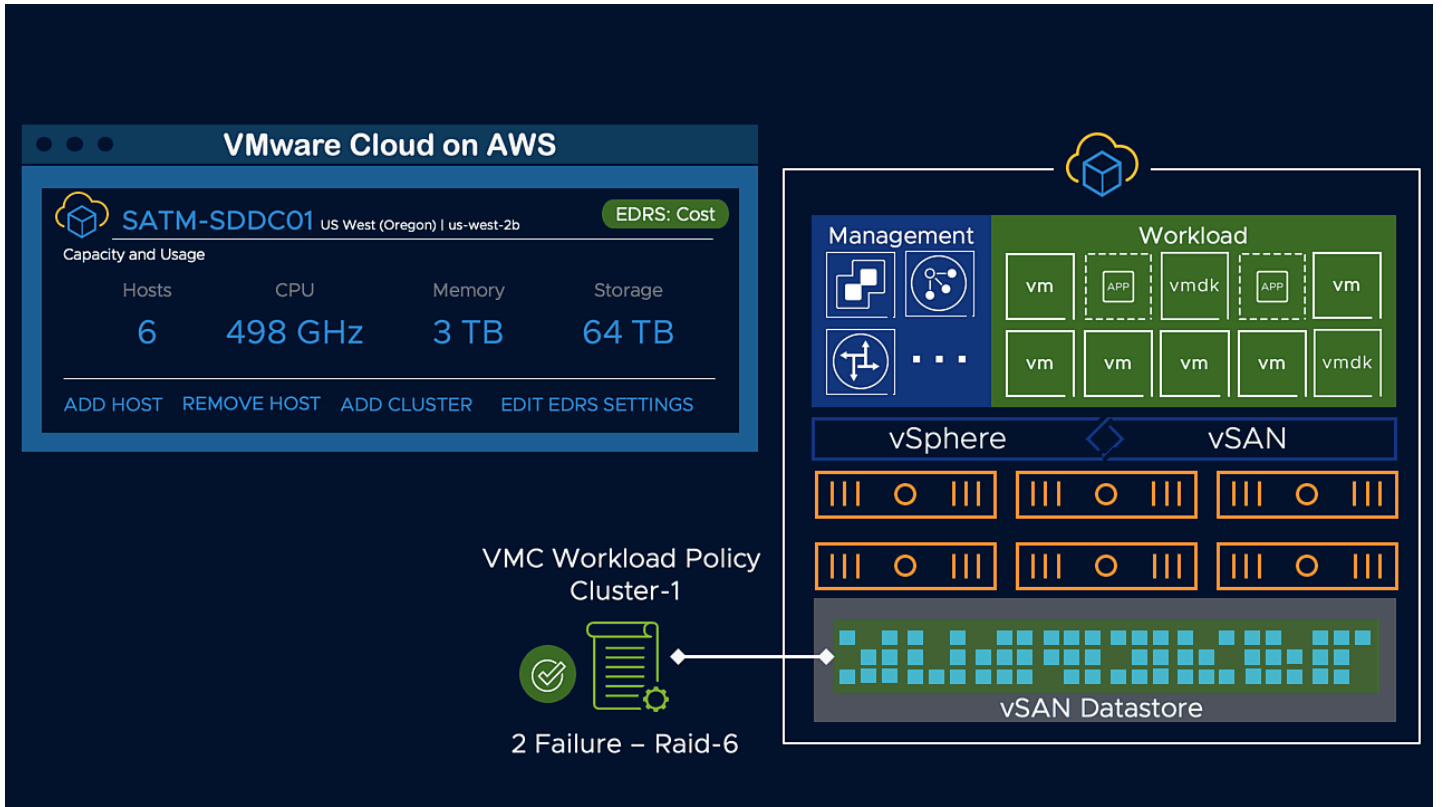 VMware Cloud on AWS
SATM-SDDC01 US West (Oregon) | us-west-2b
EDRS: Cost
Capacity and Usage
Hosts CPU Memory Storage
6 498 GHz 3 TB 64 TB
ADD HOST REMOVE HOST ADD CLUSTER EDIT EDRS SETTINGS
Management
Workload
vm APP vmdk APP vm
vm vm vm vm vmdk
vSphere vSAN
VMC Workload Policy
Cluster-1
2 Failure – Raid-6
vSAN Datastore